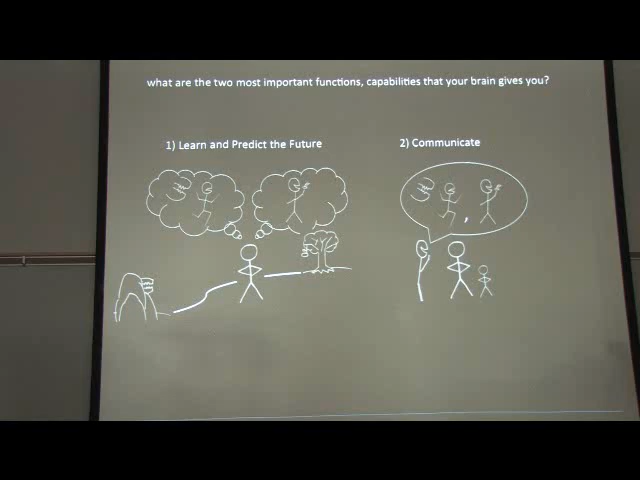 what are the two most important functions, capabilities that your brain gives you?
1) Learn and Predict the Future
2) Communicate